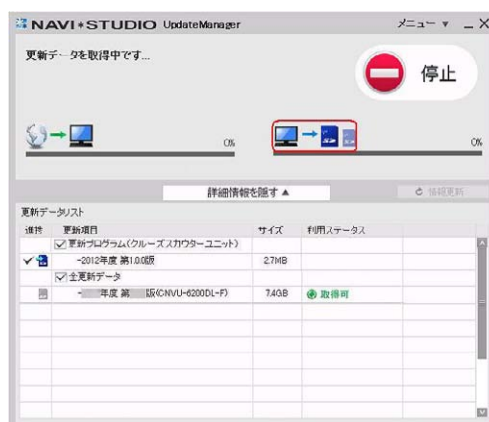 NAVI*STUDIO UpdateManager メニュー ▼ _ X
更新データを取得中です...
停止
0%
0%
詳細情報を隠す ▲
情報更新
更新データリスト
進捗 更新項目 サイズ 利用ステータス
更新プログラム(クルーズスカウターユニット)
-2012年度 第1.0.0版 2.7MB
全更新データ
- 年度 第 版(CNVU-6200DL-F) 7.4GB 取得可